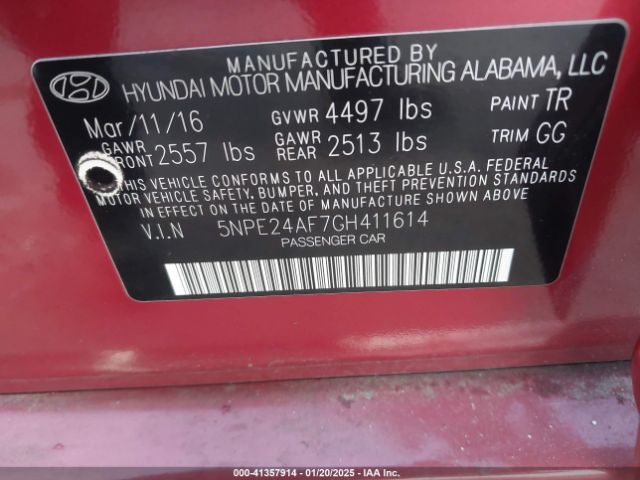 MANUFACTURED BY
HYUNDAI MOTOR MANUFACTURING ALABAMA, LLC
Mar/11/16 GVWR 4497 lbs PAINT TR
GAWR FRONT 2557 lbs GAWR REAR 2513 lbs TRIM GG
THIS VEHICLE CONFORMS TO ALL APPLICABLE U.S.A. FEDERAL
MOTOR VEHICLE SAFETY, BUMPER, AND THEFT PREVENTION STANDARDS
IN EFFECT ON THE DATE OF MANUFACTURE SHOWN ABOVE.
V.I.N 5NPE24AF7GH411614
PASSENGER CAR
000-41357914 - 01/20/2025 - IAA Inc.